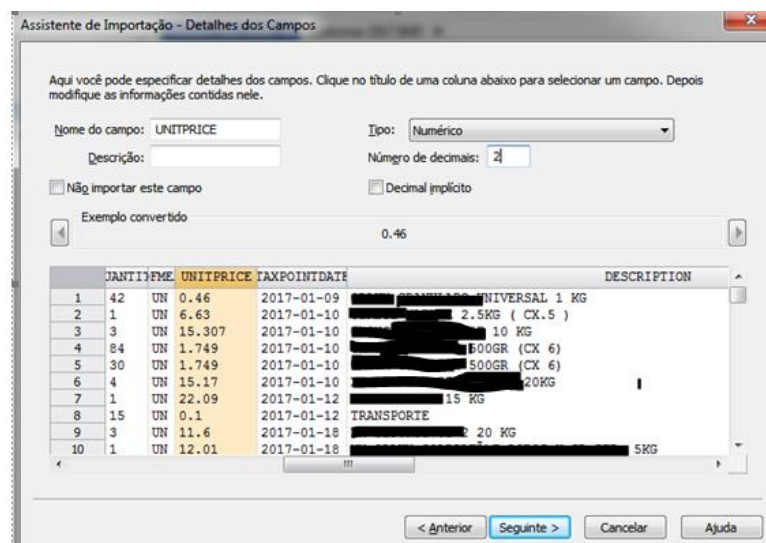 Assistente de Importação - Detalhes dos Campos
Aqui você pode especificar detalhes dos campos. Clique no título de uma coluna abaixo para selecionar um campo. Depois
modifique as informações contidas nele.
Nome do campo: UNITPRICE Tipo: Numérico
Descrição: Número de decimais: 2
Não importar este campo Decimal implícito
Exemplo convertido
0.46
UNITPRICE TAXPOINTDATE DESCRIPTION
1 42 UN 0.46 2017-01-09 UNIVERSAL 1 KG
2 1 UN 6.63 2017-01-10 2.5KG ( CX.5 )
3 3 UN 15.307 2017-01-10 10 KG
4 84 UN 1.749 2017-01-10 500GR (CX 6)
5 30 UN 1.749 2017-01-10 500GR (CX 6)
6 4 UN 15.17 2017-01-10 20KG
7 1 UN 22.09 2017-01-12 15 KG
8 15 UN 0.1 2017-01-12 TRANSPORTE
9 3 UN 11.6 2017-01-18 20 KG
10 1 UN 12.01 2017-01-18 5KG
< Anterior Seguinte > Cancelar Ajuda